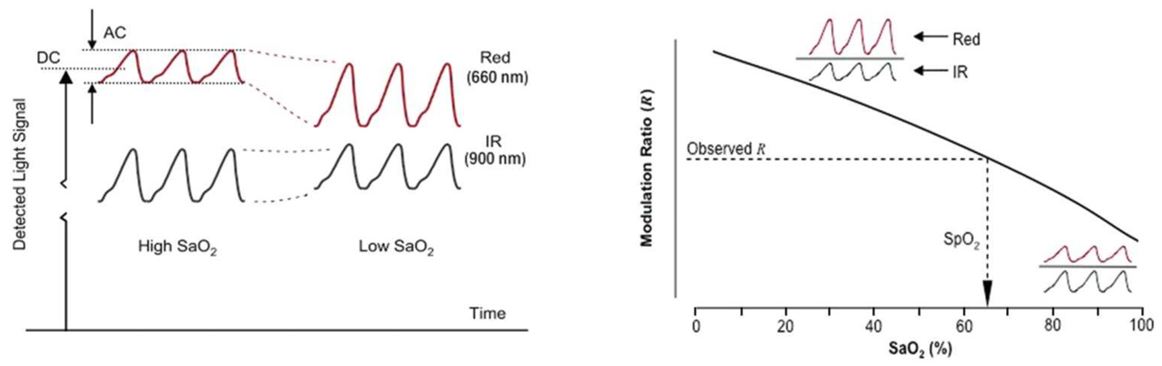 AC
DC
Detected Light Signal
Red
(660 nm)
IR
(900 nm)
High SaO₂
Low SaO₂
Time
Red
IR
Modulation Ratio (R)
Observed R
SpO₂
0 20 40 60 80 100
SaO₂ (%)